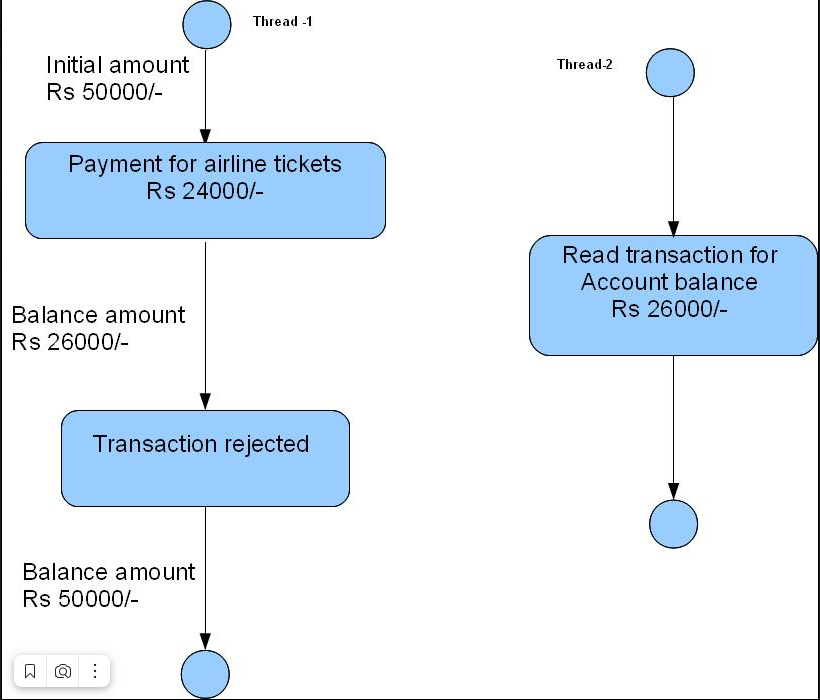 Thread -1
Initial amount
Rs 50000/-
Payment for airline tickets
Rs 24000/-
Balance amount
Rs 26000/-
Transaction rejected
Balance amount
Rs 50000/-
Thread-2
Read transaction for
Account balance
Rs 26000/-